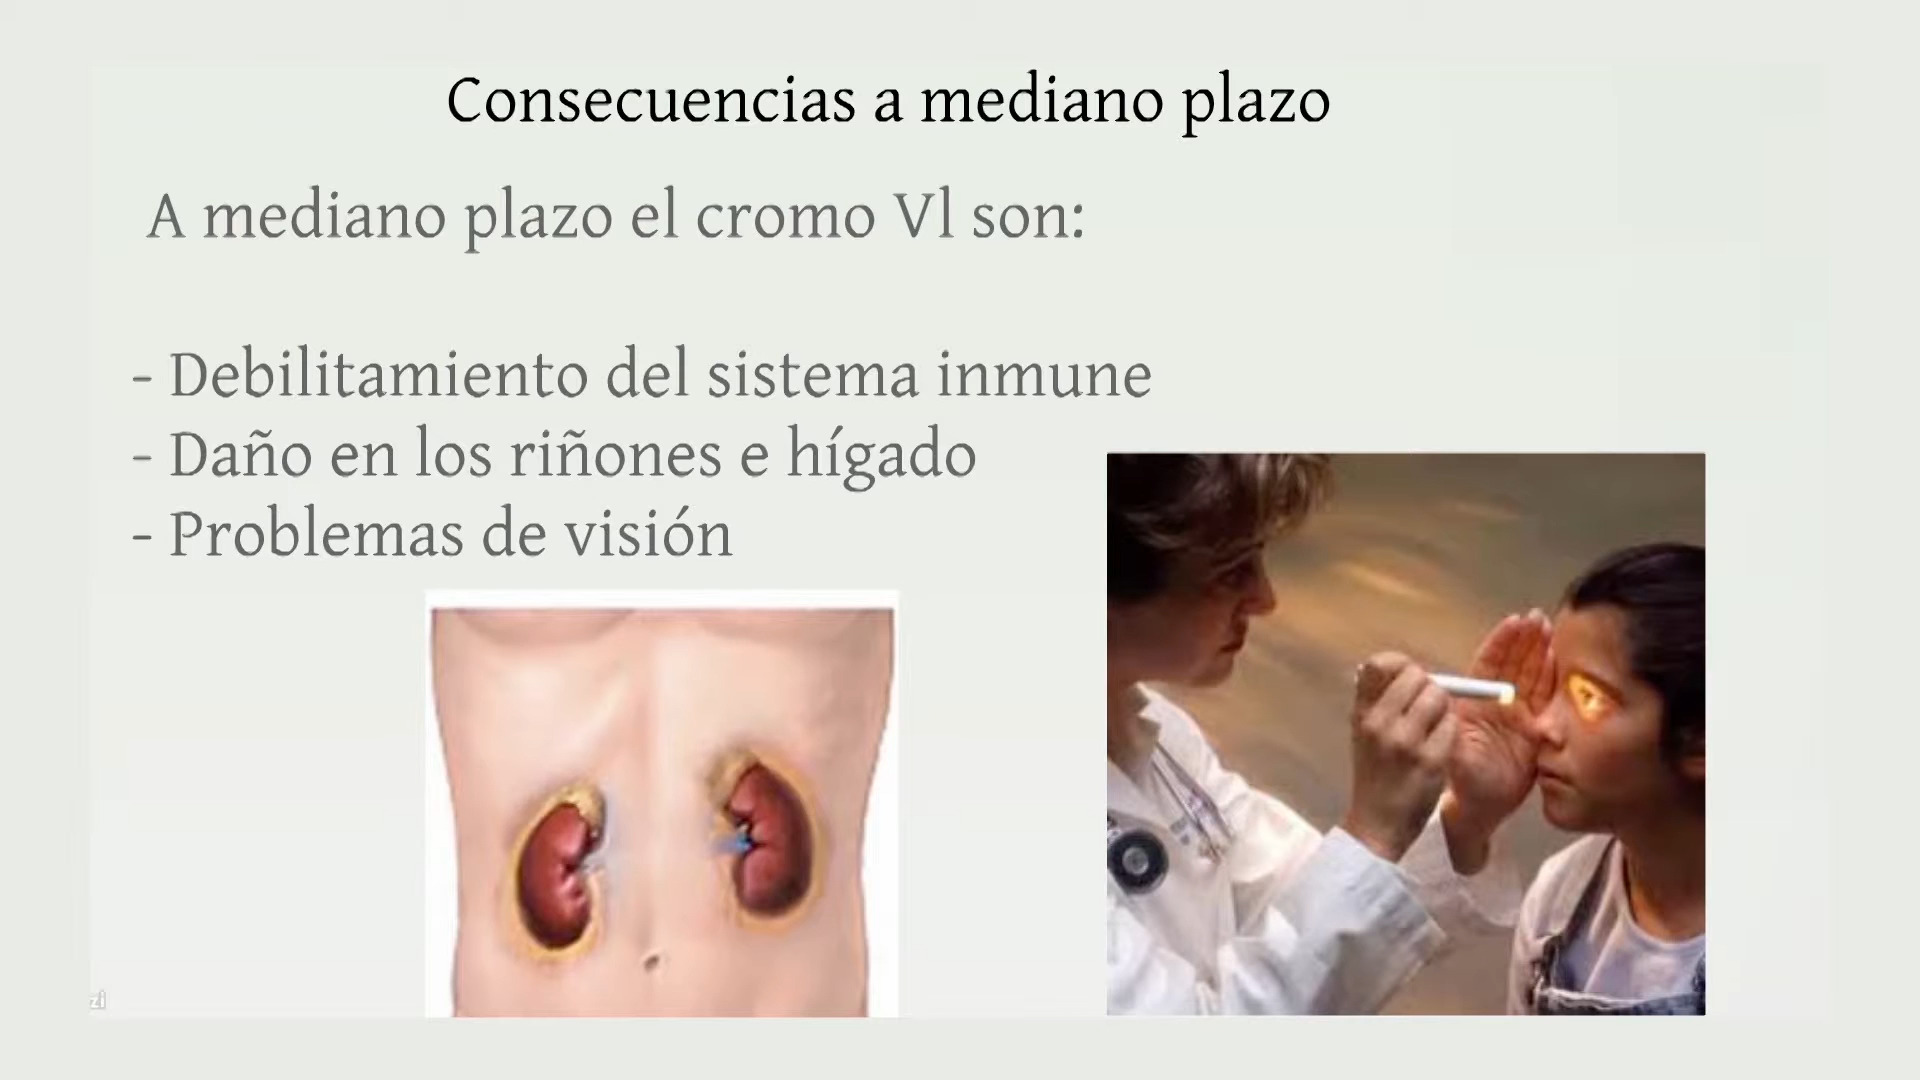 Consecuencias a mediano plazo
A mediano plazo el cromo Vl son:
- Debilitamiento del sistema inmune
- Daño en los riñones e hígado
- Problemas de visión
zi